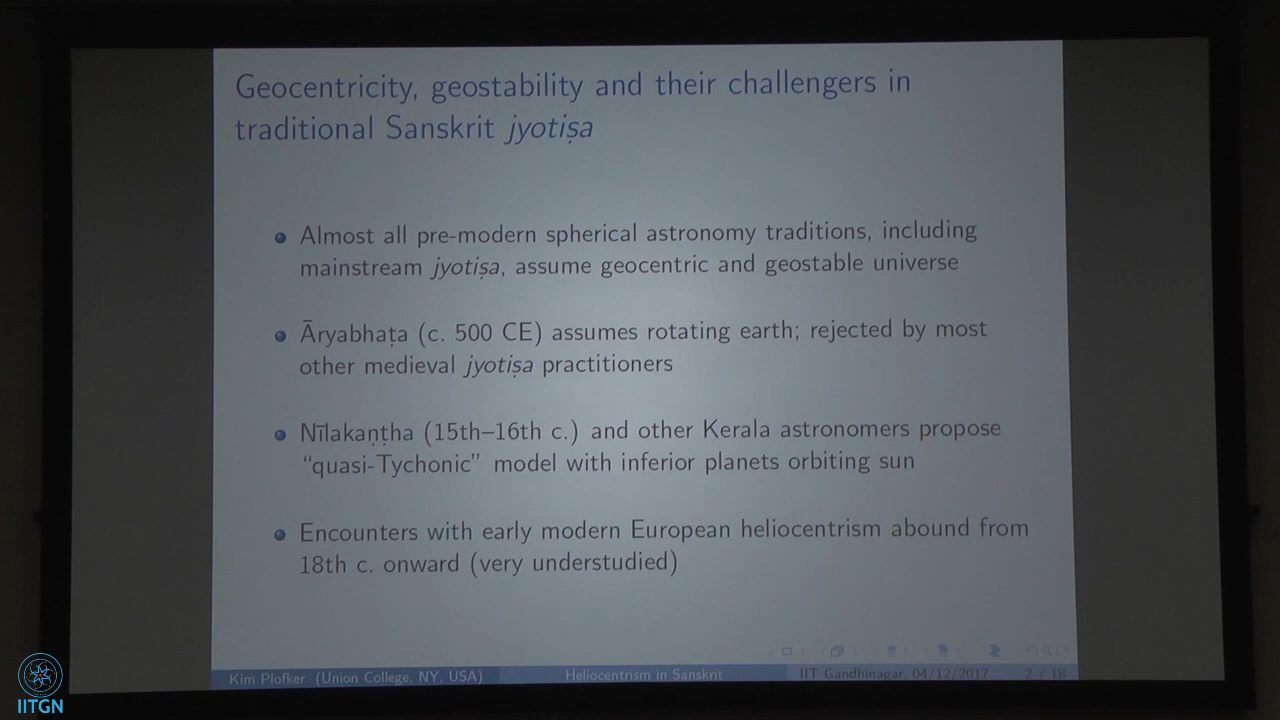 Geocentricity, geostability and their challengers in
traditional Sanskrit jyotiṣa
Almost all pre-modern spherical astronomy traditions, including
mainstream jyotiṣa, assume geocentric and geostable universe
Āryabhaṭa (c. 500 CE) assumes rotating earth; rejected by most
other medieval jyotiṣa practitioners
Nīlakaṇṭha (15th–16th c.) and other Kerala astronomers propose
“quasi-Tychonic” model with inferior planets orbiting sun
Encounters with early modern European heliocentrism abound from
18th c. onward (very understudied)
Kim Plofker (Union College, NY, USA)
Heliocentrism in Sanskrit
IIT Gandhinagar, 04/12/2017
2 / 18
IITGN